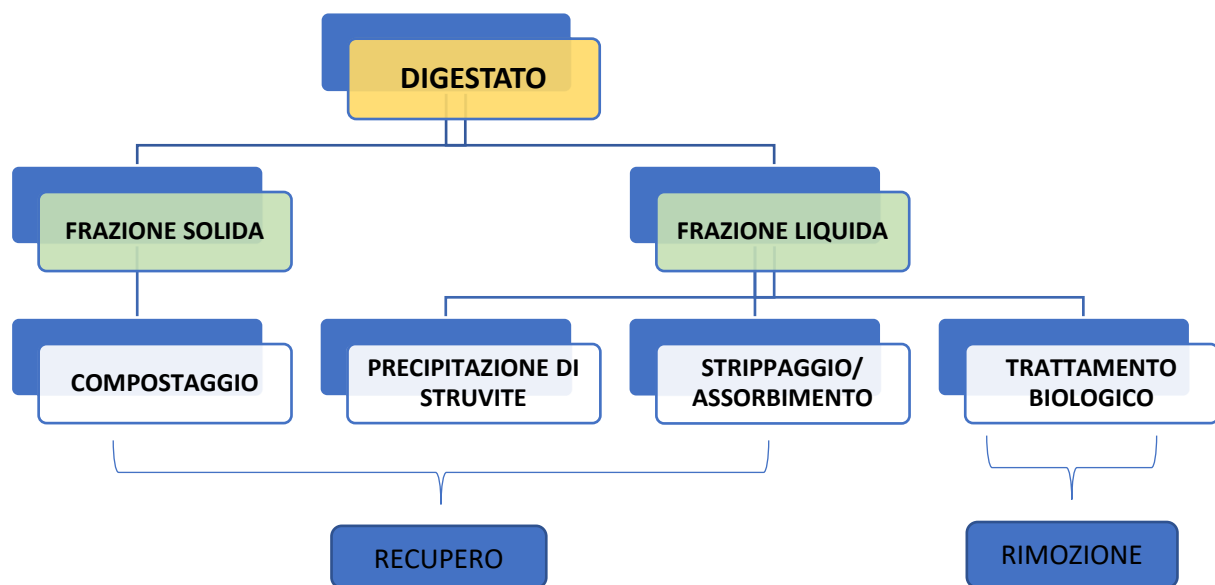 DIGESTATO
FRAZIONE SOLIDA
FRAZIONE LIQUIDA
COMPOSTAGGIO
PRECIPITAZIONE DI
STRUVITE
STRIPPAGGIO/
ASSORBIMENTO
TRATTAMENTO
BIOLOGICO
RECUPERO
RIMOZIONE